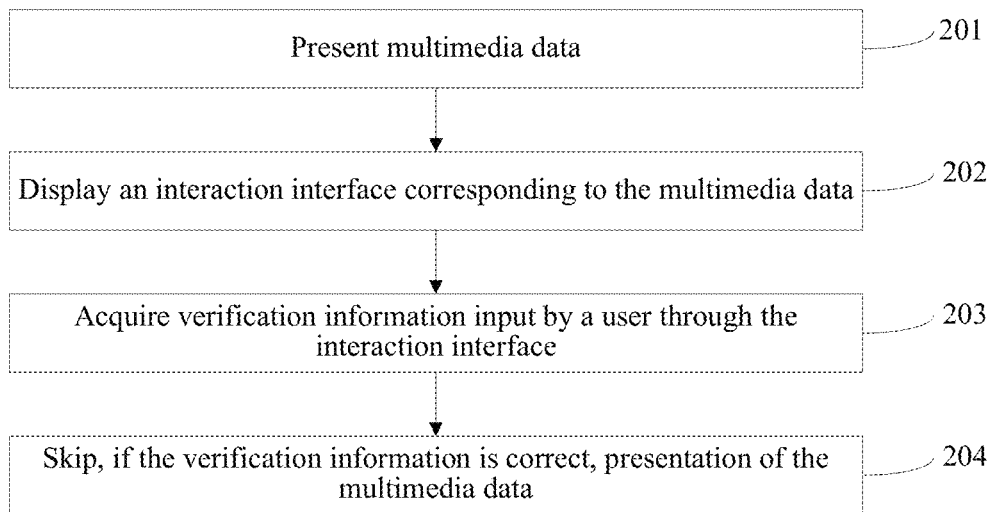 Present multimedia data
201
Display an interaction interface corresponding to the multimedia data
202
Acquire verification information input by a user through the
interaction interface
203
Skip, if the verification information is correct, presentation of the
multimedia data
204